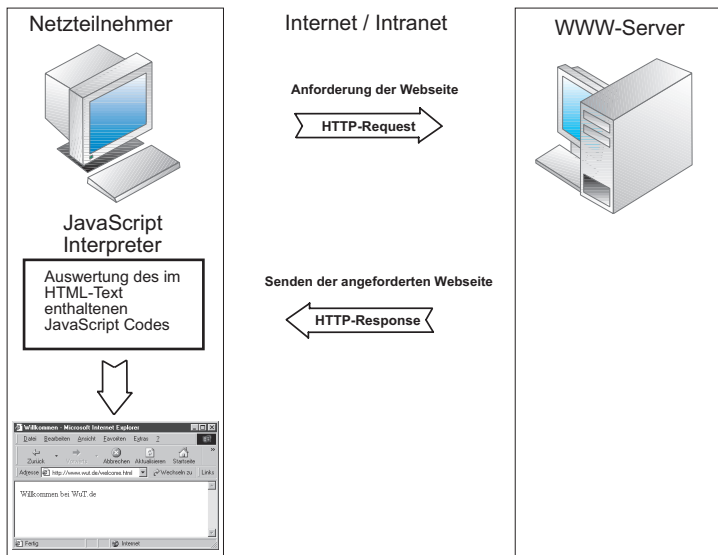 Netzteilnehmer
Internet / Intranet
WWW-Server
Anforderung der Webseite
HTTP-Request
JavaScript
Interpreter
Auswertung des im
HTML-Text
enthaltenen
JavaScript Codes
Senden der angeforderten Webseite
HTTP-Response
Willkommen - Microsoft Internet Explorer
Datei Bearbeiten Ansicht Favoriten Extras ?
Zurück Abbrechen Aktualisieren Startseite »
Adresse http://www.wut.de/welcome.html Wechseln zu Links
Willkommen bei WuT.de
Fertig Internet